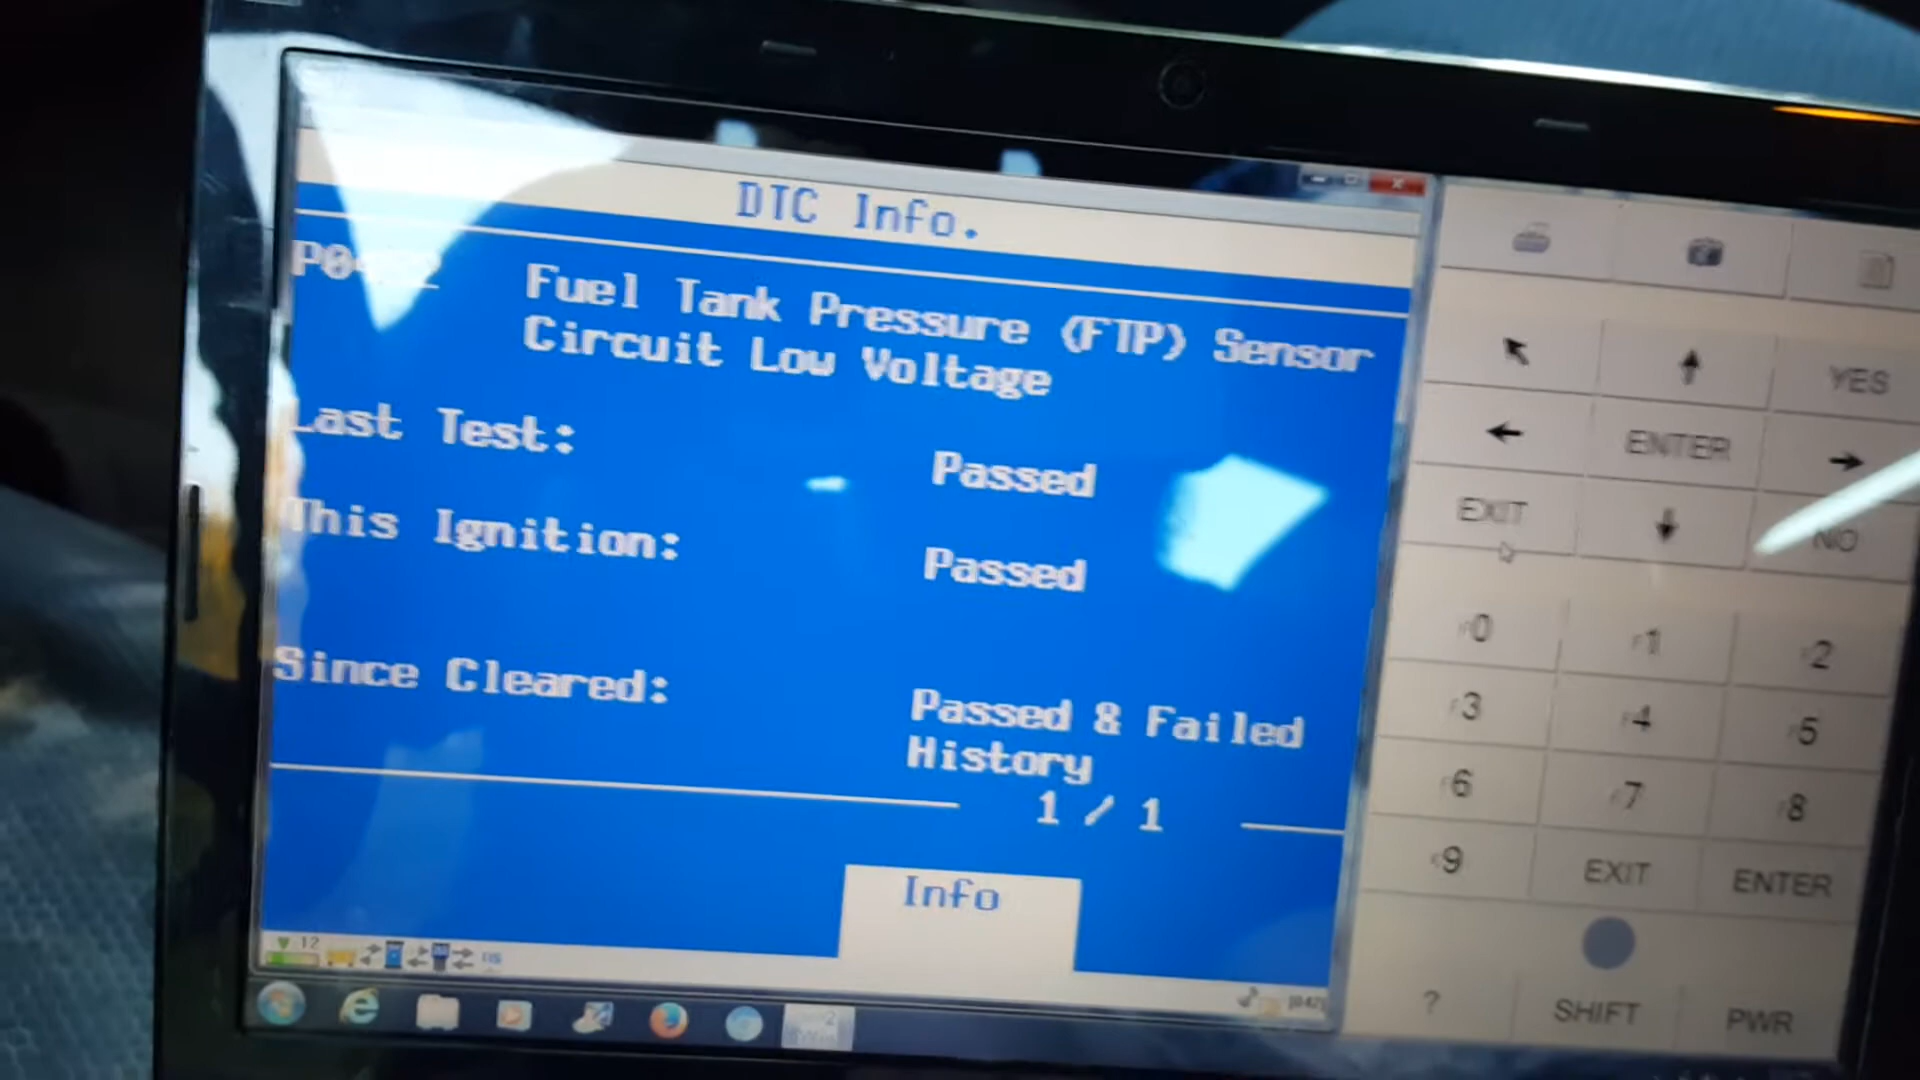 DTC Info.
Fuel Tank Pressure (FTP) Sensor
Circuit Low Voltage
Last Test:
Passed
This Ignition:
Passed
Since Cleared:
Passed & Failed
History
1 / 1
Info
12
YES
ENTER
EXIT
NO
0
1
2
3
4
5
6
7
8
9
EXIT
ENTER
?
SHIFT
PWR